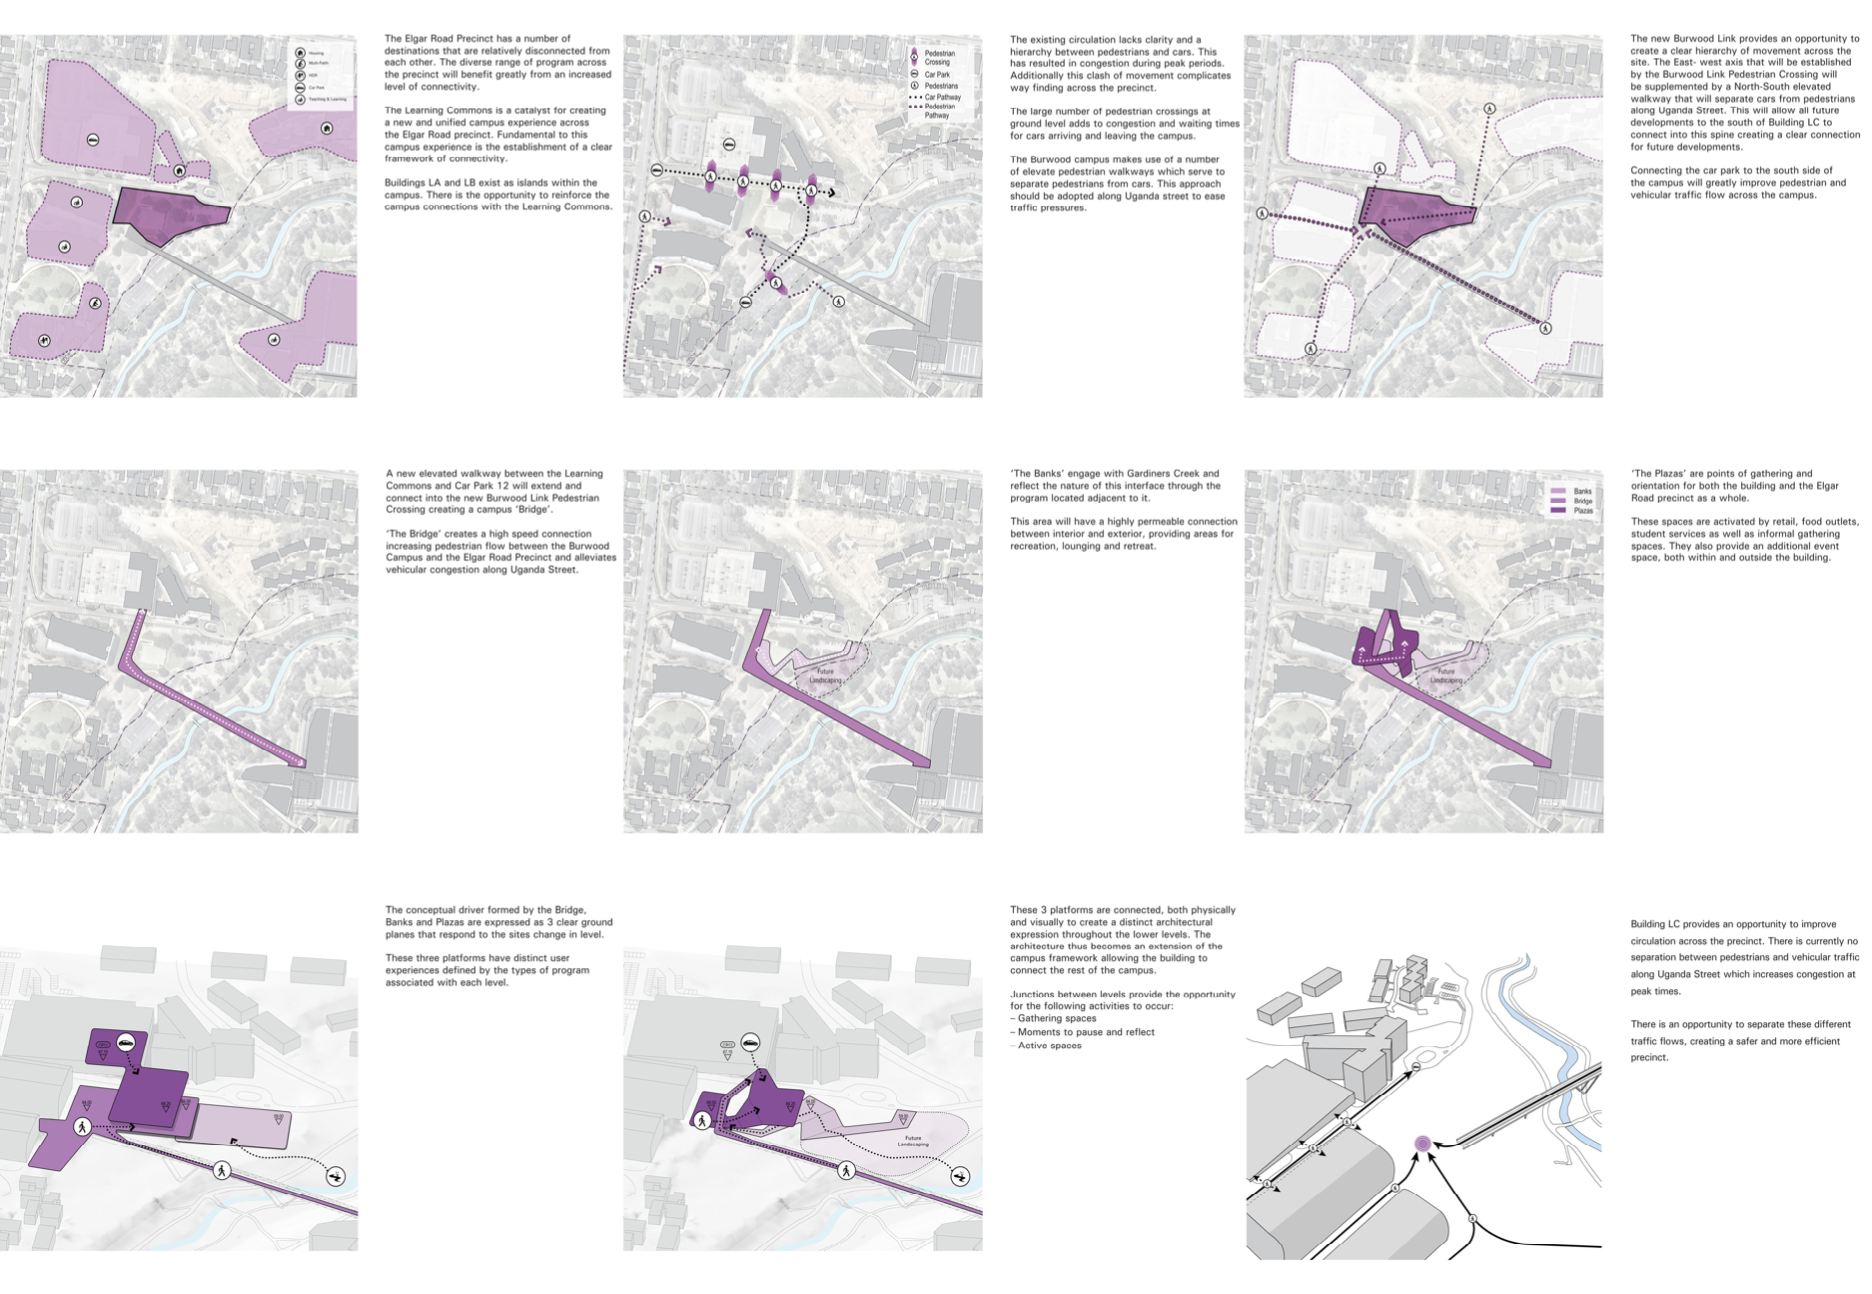 Housing
Multi-Faith
HDR
Car Park
Teaching & Learning
The Elgar Road Precinct has a number of
destinations that are relatively disconnected from
each other. The diverse range of program across
the precinct will benefit greatly from an increased
level of connectivity.
The Learning Commons is a catalyst for creating
a new and unified campus experience across
the Elgar Road precinct. Fundamental to this
campus experience is the establishment of a clear
framework of connectivity.
Buildings LA and LB exist as islands within the
campus. There is the opportunity to reinforce the
campus connections with the Learning Commons.
Pedestrian
Crossing
Car Park
Pedestrians
Car Pathway
Pedestrian
Pathway
The existing circulation lacks clarity and a
hierarchy between pedestrians and cars. This
has resulted in congestion during peak periods.
Additionally this clash of movement complicates
way finding across the precinct.
The large number of pedestrian crossings at
ground level adds to congestion and waiting times
for cars arriving and leaving the campus.
The Burwood campus makes use of a number
of elevate pedestrian walkways which serve to
separate pedestrians from cars. This approach
should be adopted along Uganda street to ease
traffic pressures.
The new Burwood Link provides an opportunity to
create a clear hierarchy of movement across the
site. The East- west axis that will be established
by the Burwood Link Pedestrian Crossing will
be supplemented by a North-South elevated
walkway that will separate cars from pedestrians
along Uganda Street. This will allow all future
developments to the south of Building LC to
connect into this spine creating a clear connection
for future developments.
Connecting the car park to the south side of
the campus will greatly improve pedestrian and
vehicular traffic flow across the campus.
A new elevated walkway between the Learning
Commons and Car Park 12 will extend and
connect into the new Burwood Link Pedestrian
Crossing creating a campus ‘Bridge’.
‘The Bridge’ creates a high speed connection
increasing pedestrian flow between the Burwood
Campus and the Elgar Road Precinct and alleviates
vehicular congestion along Uganda Street.
Future
Landscaping
‘The Banks’ engage with Gardiners Creek and
reflect the nature of this interface through the
program located adjacent to it.
This area will have a highly permeable connection
between interior and exterior, providing areas for
recreation, lounging and retreat.
Banks
Bridge
Plazas
Future
Landscaping
‘The Plazas’ are points of gathering and
orientation for both the building and the Elgar
Road precinct as a whole.
These spaces are activated by retail, food outlets,
student services as well as informal gathering
spaces. They also provide an additional event
space, both within and outside the building.
The conceptual driver formed by the Bridge,
Banks and Plazas are expressed as 3 clear ground
planes that respond to the sites change in level.
These three platforms have distinct user
experiences defined by the types of program
associated with each level.
Future
Landscaping
These 3 platforms are connected, both physically
and visually to create a distinct architectural
expression throughout the lower levels. The
architecture thus becomes an extension of the
campus framework allowing the building to
connect the rest of the campus.
Junctions between levels provide the opportunity
for the following activities to occur:
– Gathering spaces
– Moments to pause and reflect
– Active spaces
Building LC provides an opportunity to improve
circulation across the precinct. There is currently no
separation between pedestrians and vehicular traffic
along Uganda Street which increases congestion at
peak times.
There is an opportunity to separate these different
traffic flows, creating a safer and more efficient
precinct.